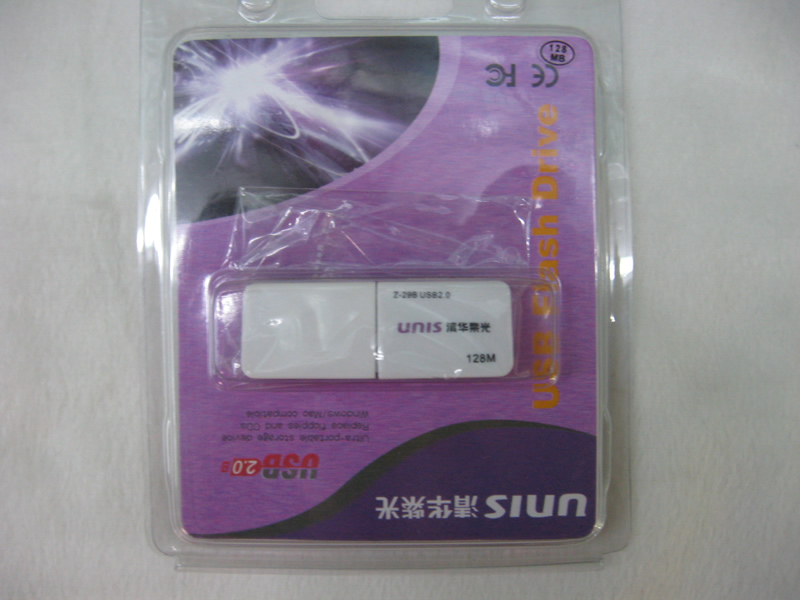 128
MB
CE FC
USB Flash Drive
Z-29B USB2.0
UNIS 清华紫光
128M
UNIS 清华紫光
USB 2.0
Ultra-portable storage device
Replace floppies and CDs
Windows/Mac compatible